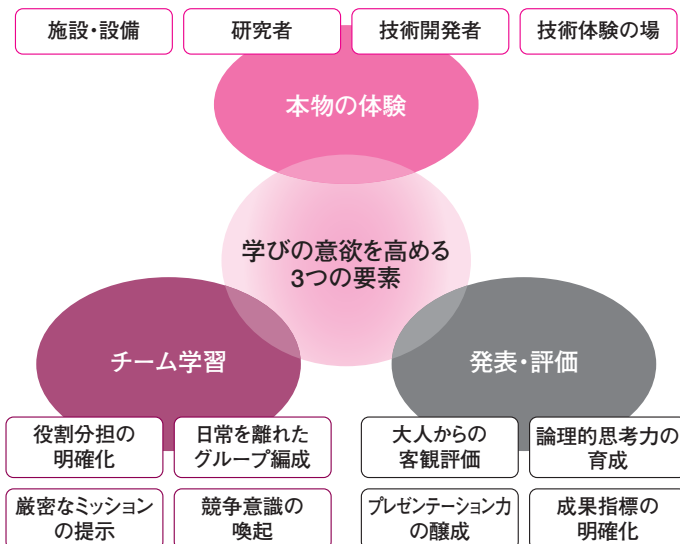 施設・設備
研究者
技術開発者
技術体験の場
本物の体験
学びの意欲を高める
3つの要素
チーム学習
発表・評価
役割分担の
明確化
日常を離れた
グループ編成
大人からの
客観評価
論理的思考力の
育成
厳密なミッション
の提示
競争意識の
喚起
プレゼンテーション力
の醸成
成果指標の
明確化